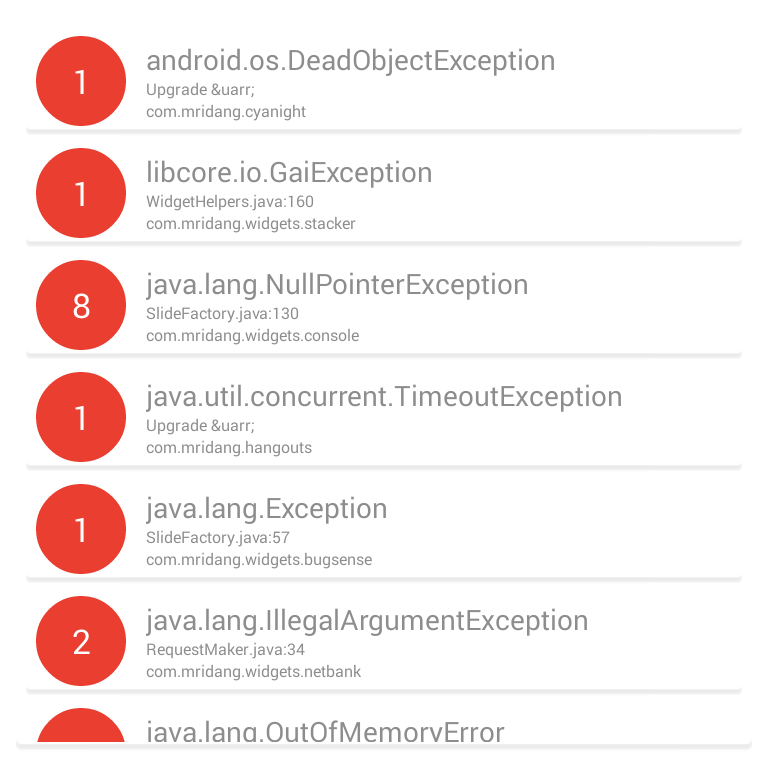 1
android.os.DeadObjectException
Upgrade &uarr;
com.mridang.cyanight
1
libcore.io.GaiException
WidgetHelpers.java:160
com.mridang.widgets.stacker
8
java.lang.NullPointerException
SlideFactory.java:130
com.mridang.widgets.console
1
java.util.concurrent.TimeoutException
Upgrade &uarr;
com.mridang.hangouts
1
java.lang.Exception
SlideFactory.java:57
com.mridang.widgets.bugsense
2
java.lang.IllegalArgumentException
RequestMaker.java:34
com.mridang.widgets.netbank
java.lang.OutOfMemoryError